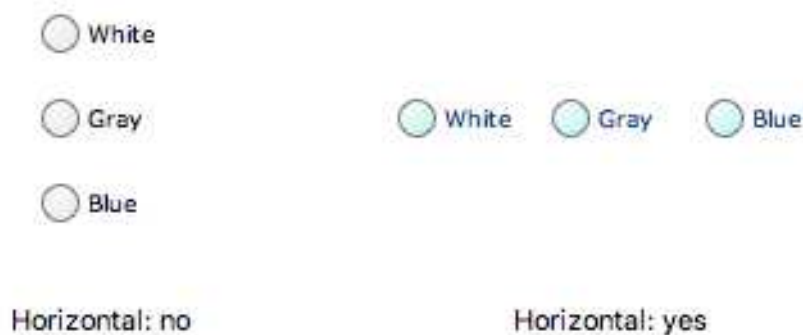 White
Gray
Blue
White Gray Blue
Horizontal: no
Horizontal: yes